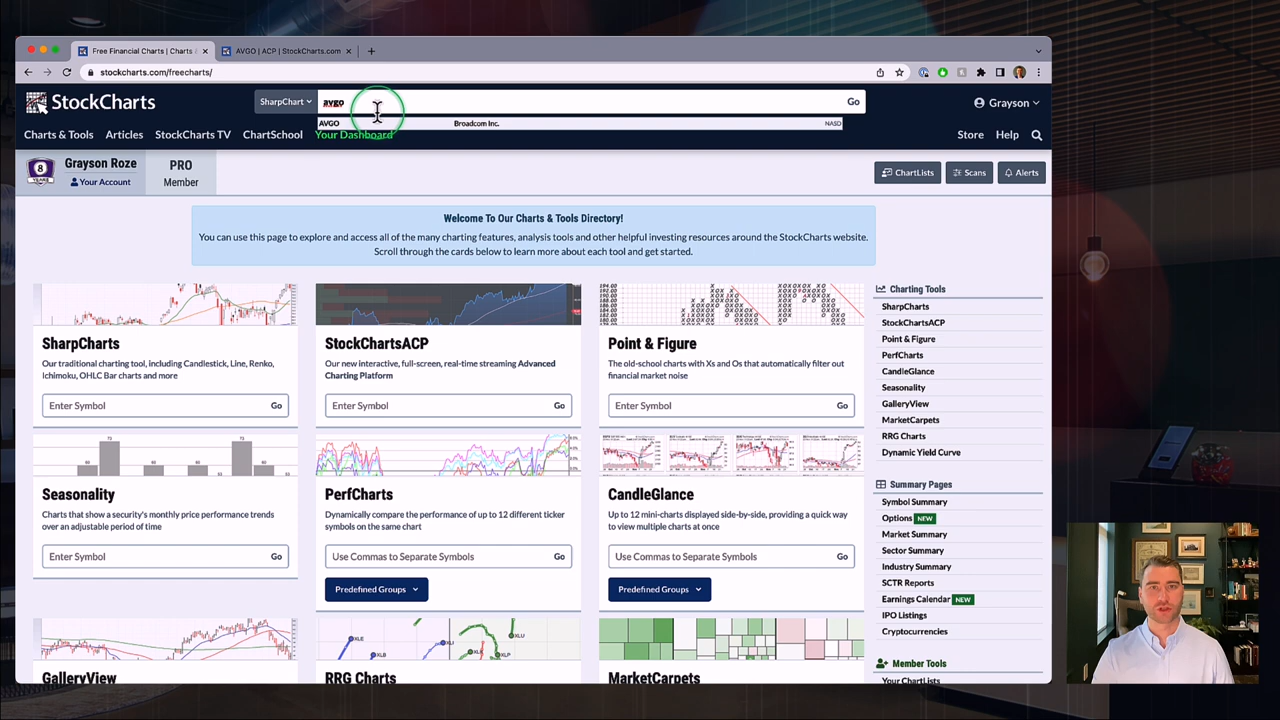 Free Financial Charts | Charts &
AVGO | ACP | StockCharts.com
stockcharts.com/freecharts/
StockCharts
SharpChart
avgo
Go
Grayson
AVGO Broadcom Inc. NASD
Charts & Tools
Articles
StockCharts TV
ChartSchool
Your Dashboard
Store
Help
8
YEARS
Grayson Roze
Your Account
PRO
Member
ChartLists
Scans
Alerts
Welcome To Our Charts & Tools Directory!
You can use this page to explore and access all of the many charting features, analysis tools and other helpful investing resources around the StockCharts website.
Scroll through the cards below to learn more about each tool and get started.
SharpCharts
Our traditional charting tool, including Candlestick, Line, Renko,
Ichimoku, OHLC Bar charts and more
Enter Symbol
Go
StockChartsACP
Our new interactive, full-screen, real-time streaming Advanced
Charting Platform
Enter Symbol
Go
Point & Figure
The old-school charts with Xs and Os that automatically filter out
financial market noise
Enter Symbol
Go
Seasonality
Charts that show a security's monthly price performance trends
over an adjustable period of time
Enter Symbol
Go
PerfCharts
Dynamically compare the performance of up to 12 different ticker
symbols on the same chart
Use Commas to Separate Symbols
Go
Predefined Groups
CandleGlance
Up to 12 mini-charts displayed side-by-side, providing a quick way
to view multiple charts at once
Use Commas to Separate Symbols
Go
Predefined Groups
GalleryView
XLE
XLB
XLI
XLK
XLU
XLP
RRG Charts
MarketCarpets
Charting Tools
SharpCharts
StockChartsACP
Point & Figure
PerfCharts
CandleGlance
Seasonality
GalleryView
MarketCarpets
RRG Charts
Dynamic Yield Curve
Summary Pages
Symbol Summary
Options NEW
Market Summary
Sector Summary
Industry Summary
SCTR Reports
Earnings Calendar NEW
IPO Listings
Cryptocurrencies
Member Tools
Your ChartLists